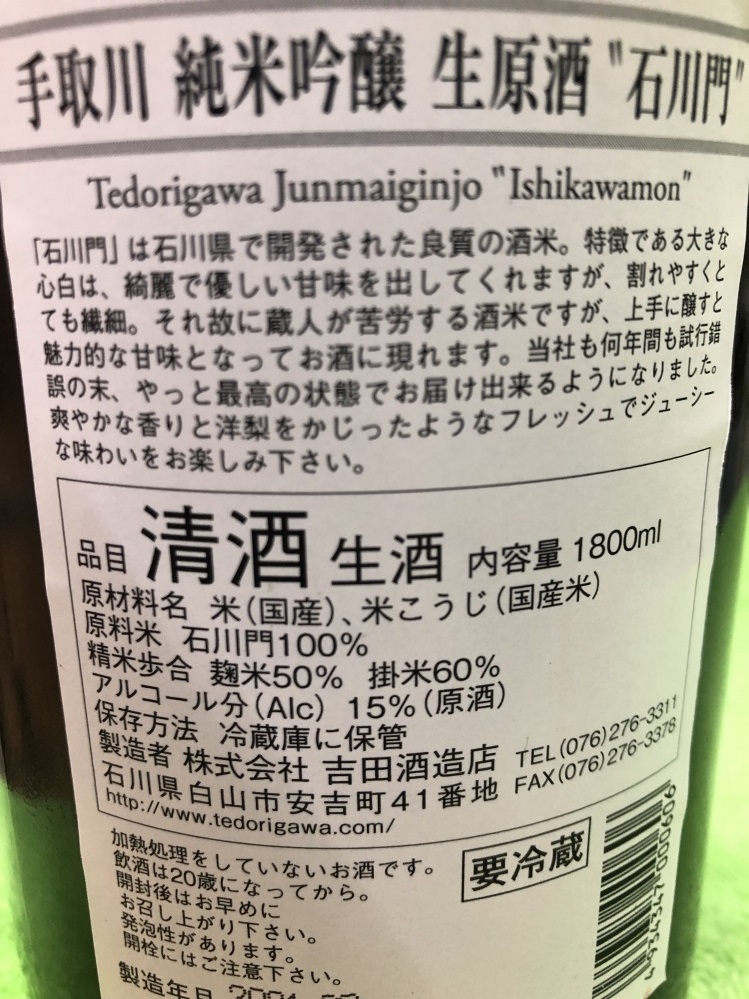 手取川 純米吟醸 生原酒 "石川門"
Tedorigawa Junmaiginjo "Ishikawamon"
「石川門」は石川県で開発された良質の酒米。特徴である大きな
心白は、綺麗で優しい甘味を出してくれますが、割れやすくと
ても繊細。それ故に蔵人が苦労する酒米ですが、上手に醸すと
魅力的な甘味となってお酒に現れます。当社も何年間も試行錯
誤の末、やっと最高の状態でお届け出来るようになりました。
爽やかな香りと洋梨をかじったようなフレッシュでジューシー
な味わいをお楽しみ下さい。
品目 清酒 生酒 内容量 1800ml
原材料名 米(国産)、米こうじ(国産米)
原料米 石川門100%
精米歩合 麹米50% 掛米60%
アルコール分(Alc) 15%(原酒)
保存方法 冷蔵庫に保管
製造者 株式会社 吉田酒造店 TEL(076)276-3311
石川県白山市安吉町41番地 FAX(076)276-3378
http://www.tedorigawa.com/
加熱処理をしていないお酒です。
飲酒は20歳になってから。
開封後はお早めに
お召し上がり下さい。
発泡性があります。
開栓にはご注意下さい。
要冷蔵
製造年月